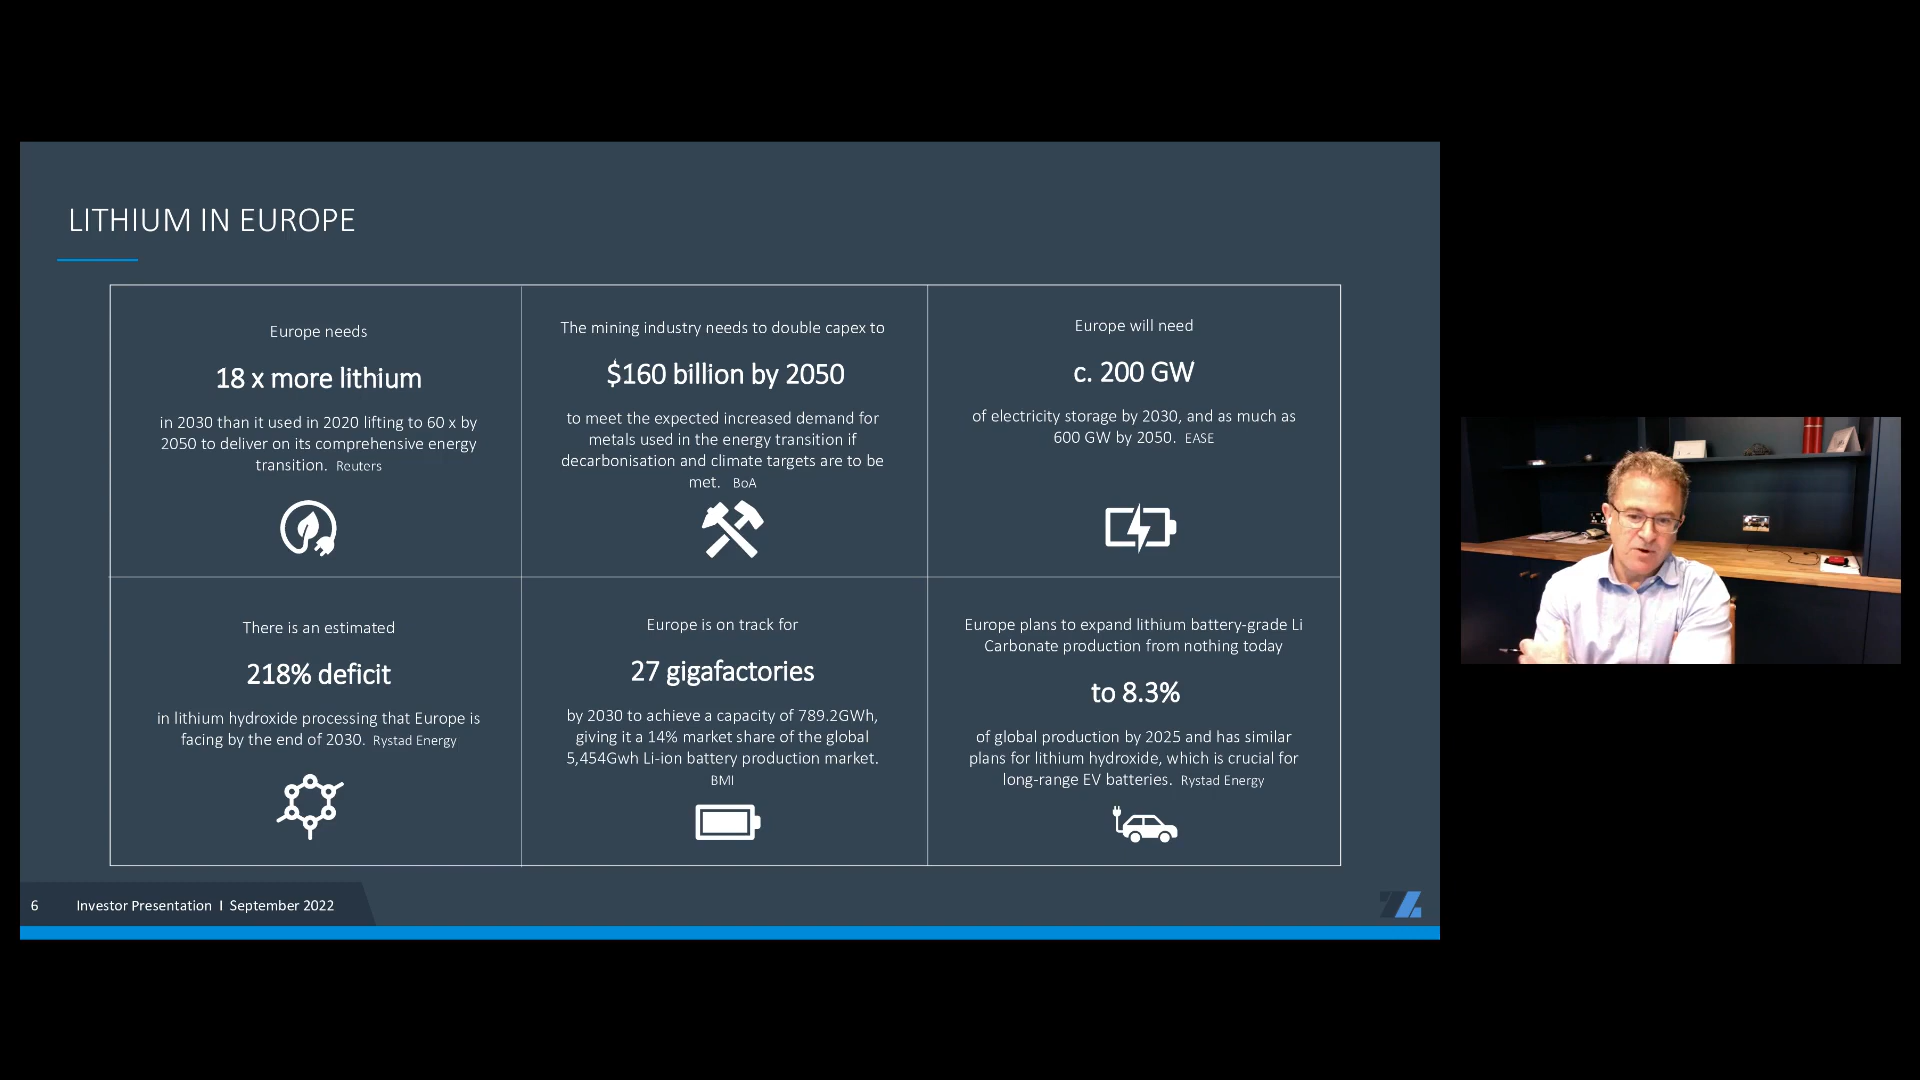 LITHIUM IN EUROPE
Europe needs
18 x more lithium
in 2030 than it used in 2020 lifting to 60 x by
2050 to deliver on its comprehensive energy
transition. Reuters
The mining industry needs to double capex to
$160 billion by 2050
to meet the expected increased demand for
metals used in the energy transition if
decarbonisation and climate targets are to be
met. BoA
Europe will need
c. 200 GW
of electricity storage by 2030, and as much as
600 GW by 2050. EASE
There is an estimated
218% deficit
in lithium hydroxide processing that Europe is
facing by the end of 2030. Rystad Energy
Europe is on track for
27 gigafactories
by 2030 to achieve a capacity of 789.2GWh,
giving it a 14% market share of the global
5,454Gwh Li-ion battery production market.
BMI
Europe plans to expand lithium battery-grade Li
Carbonate production from nothing today
to 8.3%
of global production by 2025 and has similar
plans for lithium hydroxide, which is crucial for
long-range EV batteries. Rystad Energy
6 Investor Presentation I September 2022